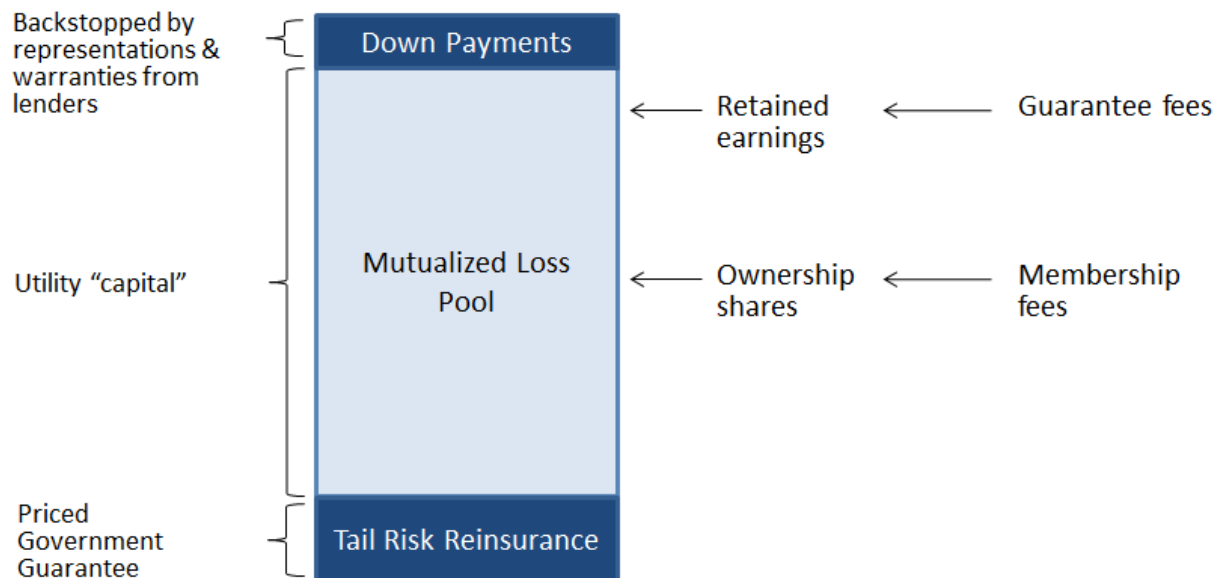 Backstopped by
representations &
warranties from
lenders
Down Payments
Retained
earnings
Guarantee fees
Utility “capital”
Mutualized Loss
Pool
Ownership
shares
Membership
fees
Priced
Government
Guarantee
Tail Risk Reinsurance